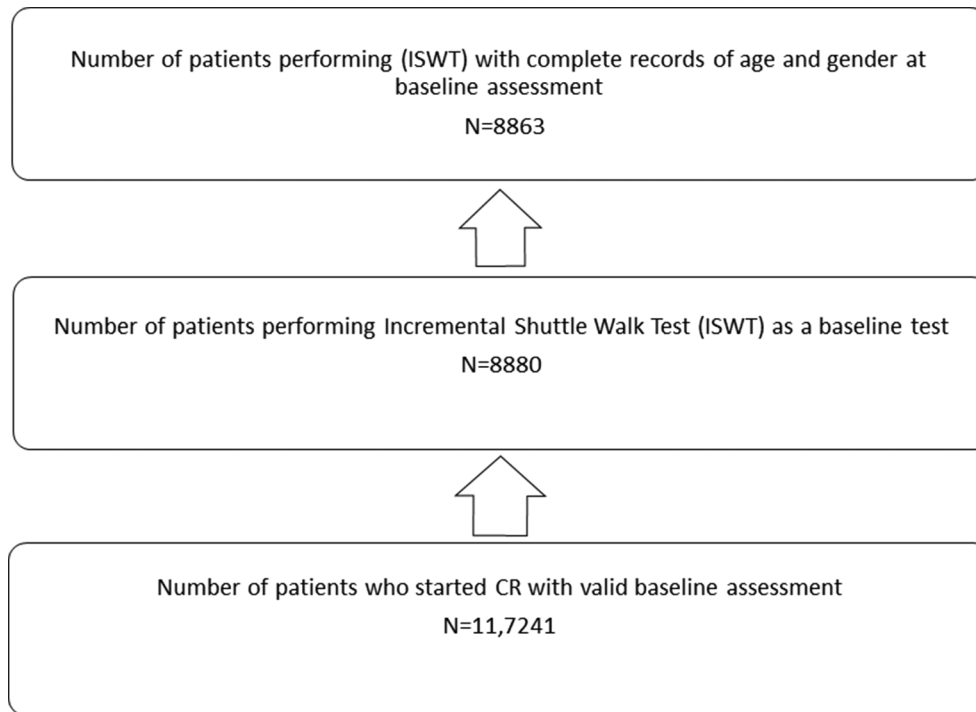 Number of patients performing (ISWT) with complete records of age and gender at
baseline assessment
N=8863
Number of patients performing Incremental Shuttle Walk Test (ISWT) as a baseline test
N=8880
Number of patients who started CR with valid baseline assessment
N=11,7241